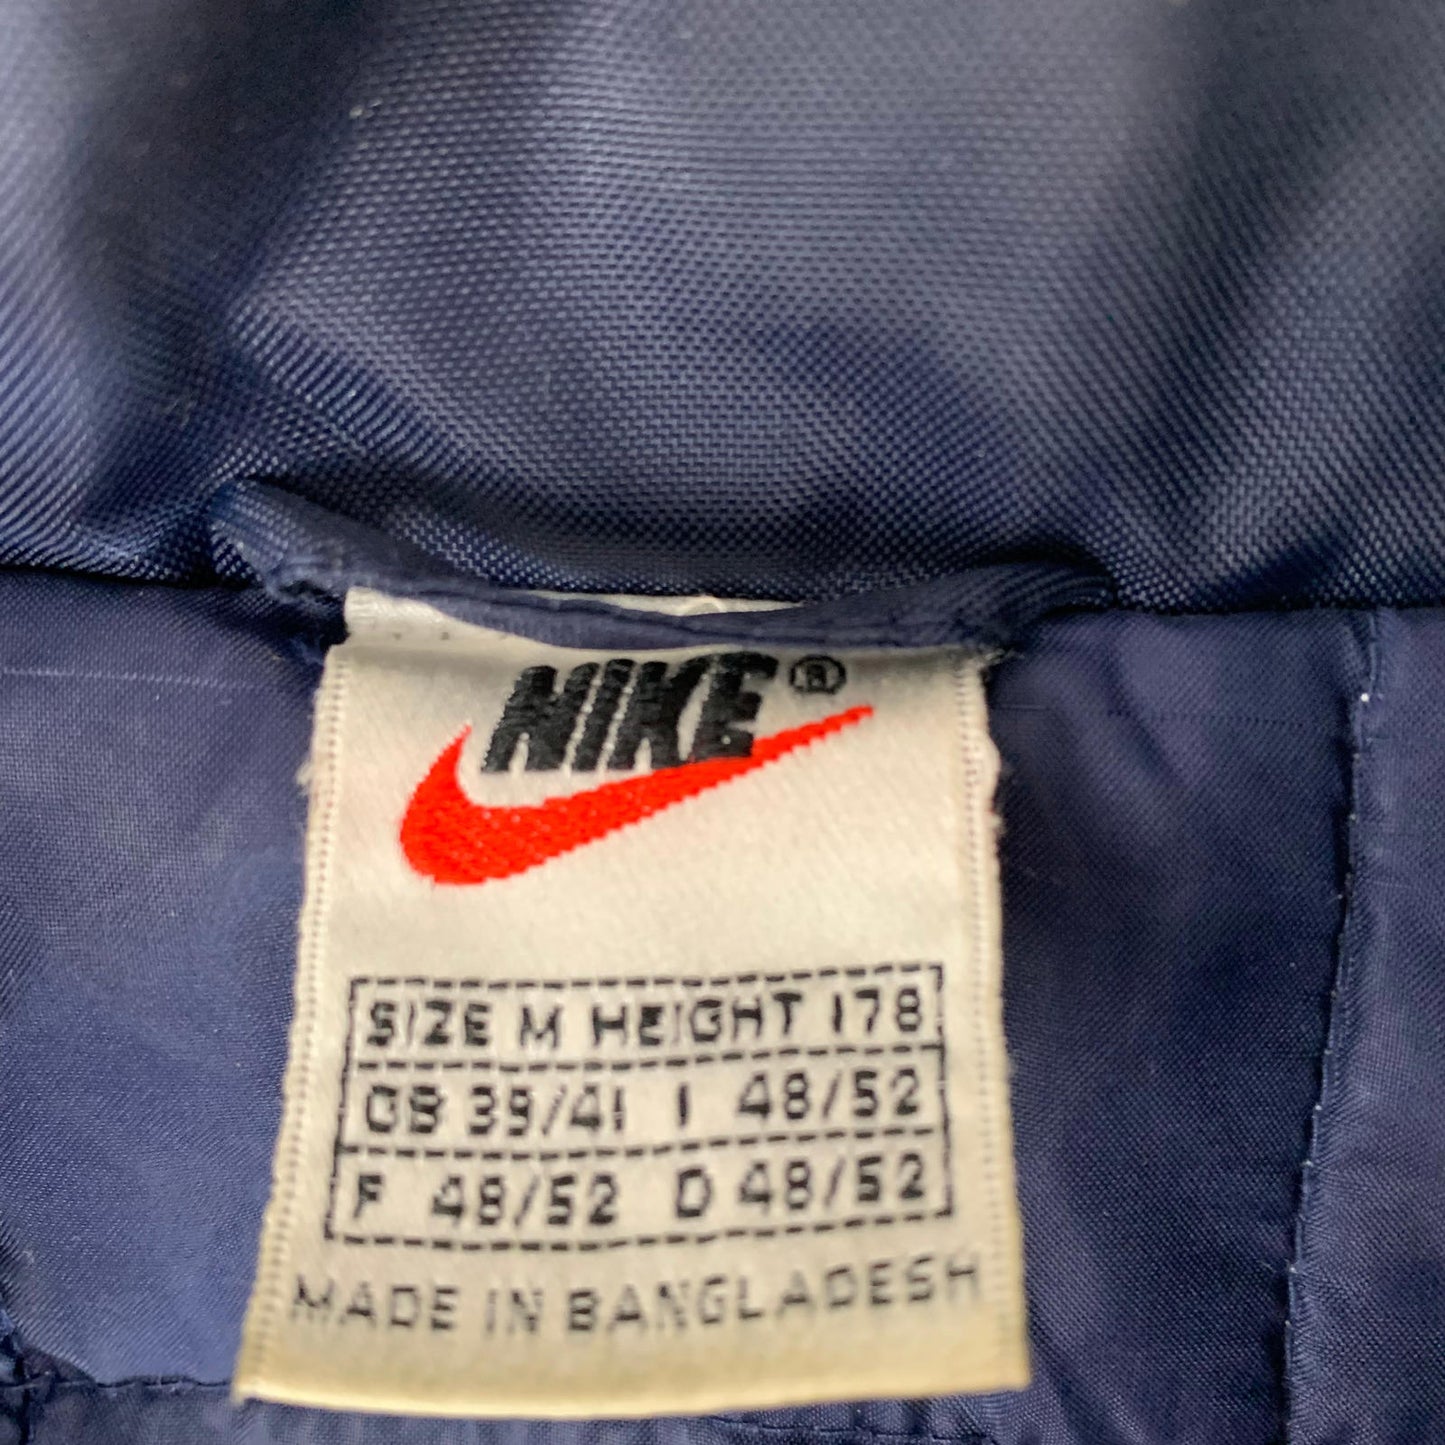 NIKE®
SIZE M HEIGHT 178
GB 39/41 I 48/52
F 48/52 D 48/52
MADE IN BANGLADESH